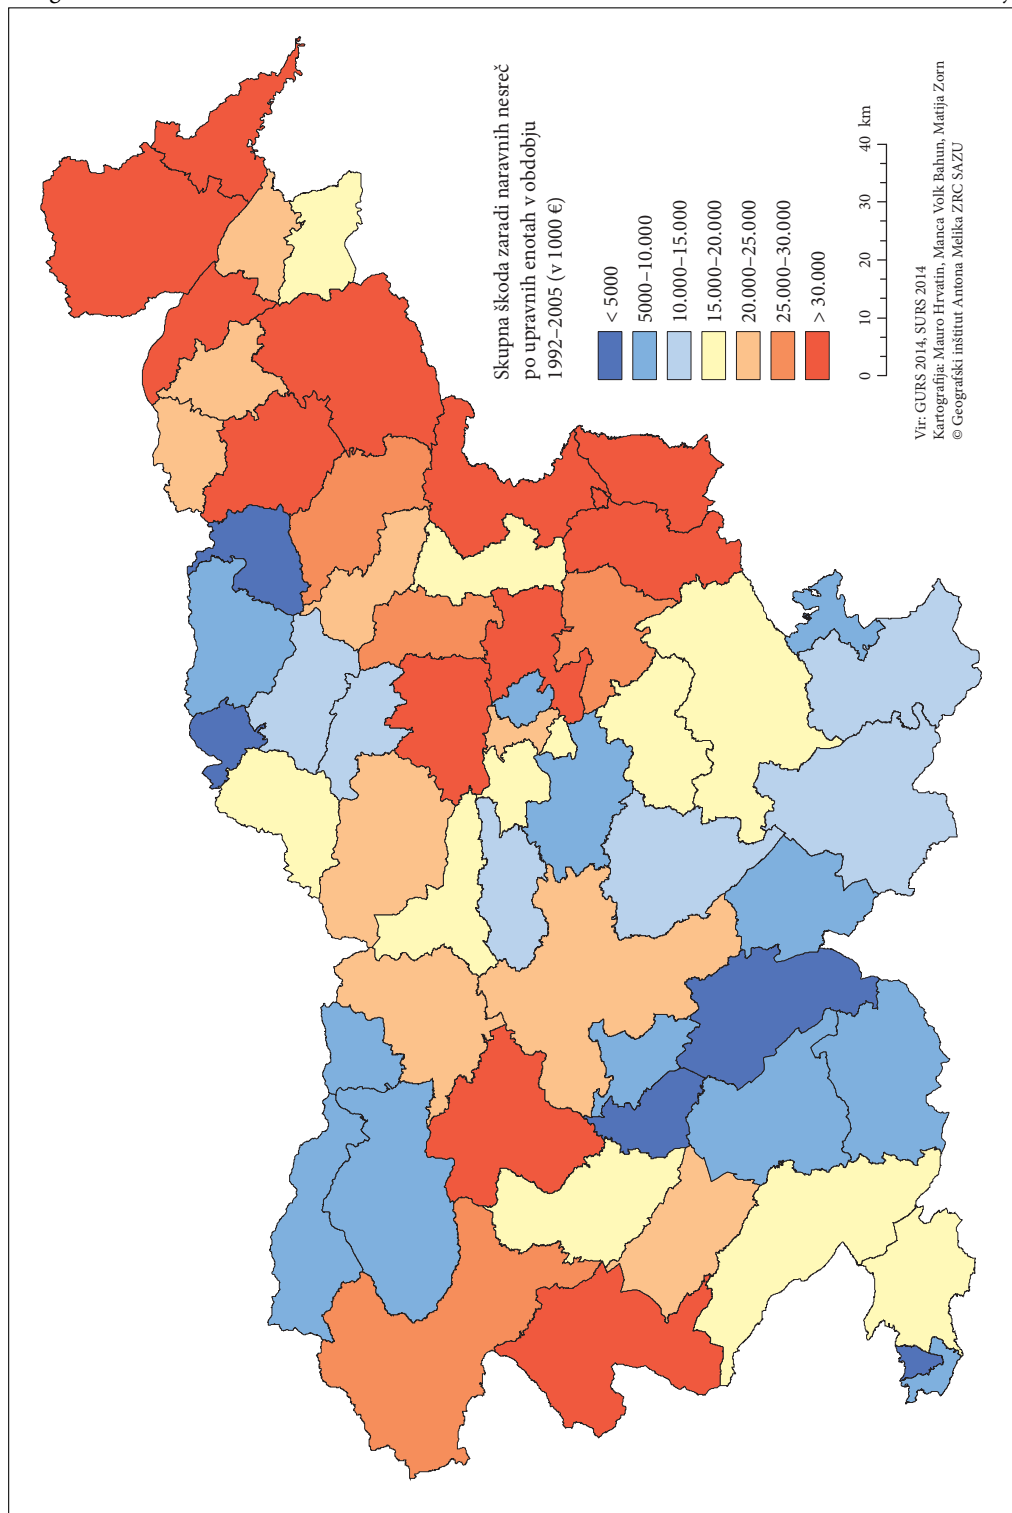 Skupna škoda zaradi naravnih nesreč
po upravnih enotah v obdobju
1992–2005 (v 1000 €)
< 5000
5000–10.000
10.000–15.000
15.000–20.000
20.000–25.000
25.000–30.000
> 30.000
0 10 20 30 40 km
Vir: GURS 2014, SURS 2014
Kartografija: Mauro Hrvatin, Manca Volk Bahun, Matija Zorn
© Geografski inštitut Antona Melika ZRC SAZU